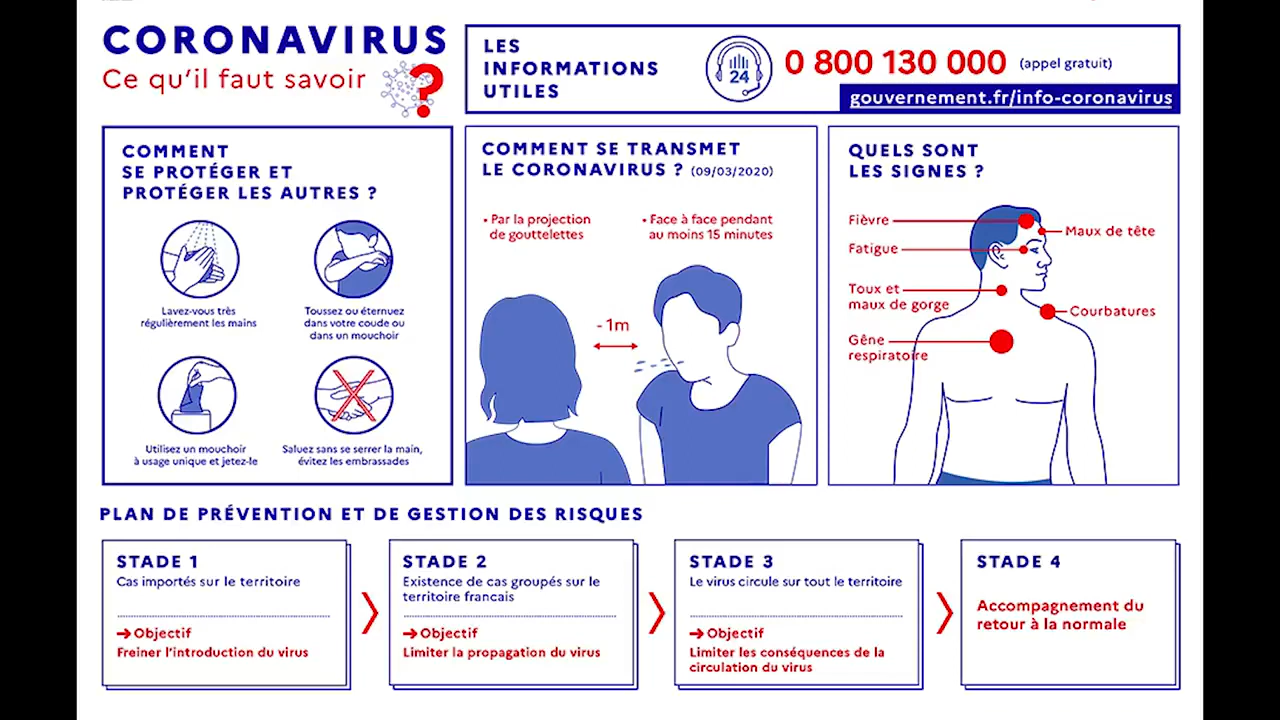 CORONAVIRUS
Ce qu'il faut savoir
?
LES
INFORMATIONS
UTILES
24
0 800 130 000 (appel gratuit)
gouvernement.fr/info-coronavirus
COMMENT
SE PROTÉGER ET
PROTÉGER LES AUTRES ?
Lavez-vous très
régulièrement les mains
Toussez ou éternuez
dans votre coude ou
dans un mouchoir
Utilisez un mouchoir
à usage unique et jetez-le
Saluez sans se serrer la main,
évitez les embrassades
COMMENT SE TRANSMET
LE CORONAVIRUS ? (09/03/2020)
• Par la projection
de gouttelettes
• Face à face pendant
au moins 15 minutes
- 1m
QUELS SONT
LES SIGNES ?
Fièvre
Maux de tête
Fatigue
Toux et
maux de gorge
Courbatures
Gêne
respiratoire
PLAN DE PRÉVENTION ET DE GESTION DES RISQUES
STADE 1
Cas importés sur le territoire
→ Objectif
Freiner l'introduction du virus
STADE 2
Existence de cas groupés sur le
territoire francais
→ Objectif
Limiter la propagation du virus
STADE 3
Le virus circule sur tout le territoire
→ Objectif
Limiter les conséquences de la
circulation du virus
STADE 4
Accompagnement du
retour à la normale